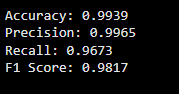 Accuracy: 0.9939
Precision: 0.9965
Recall: 0.9673
F1 Score: 0.9817